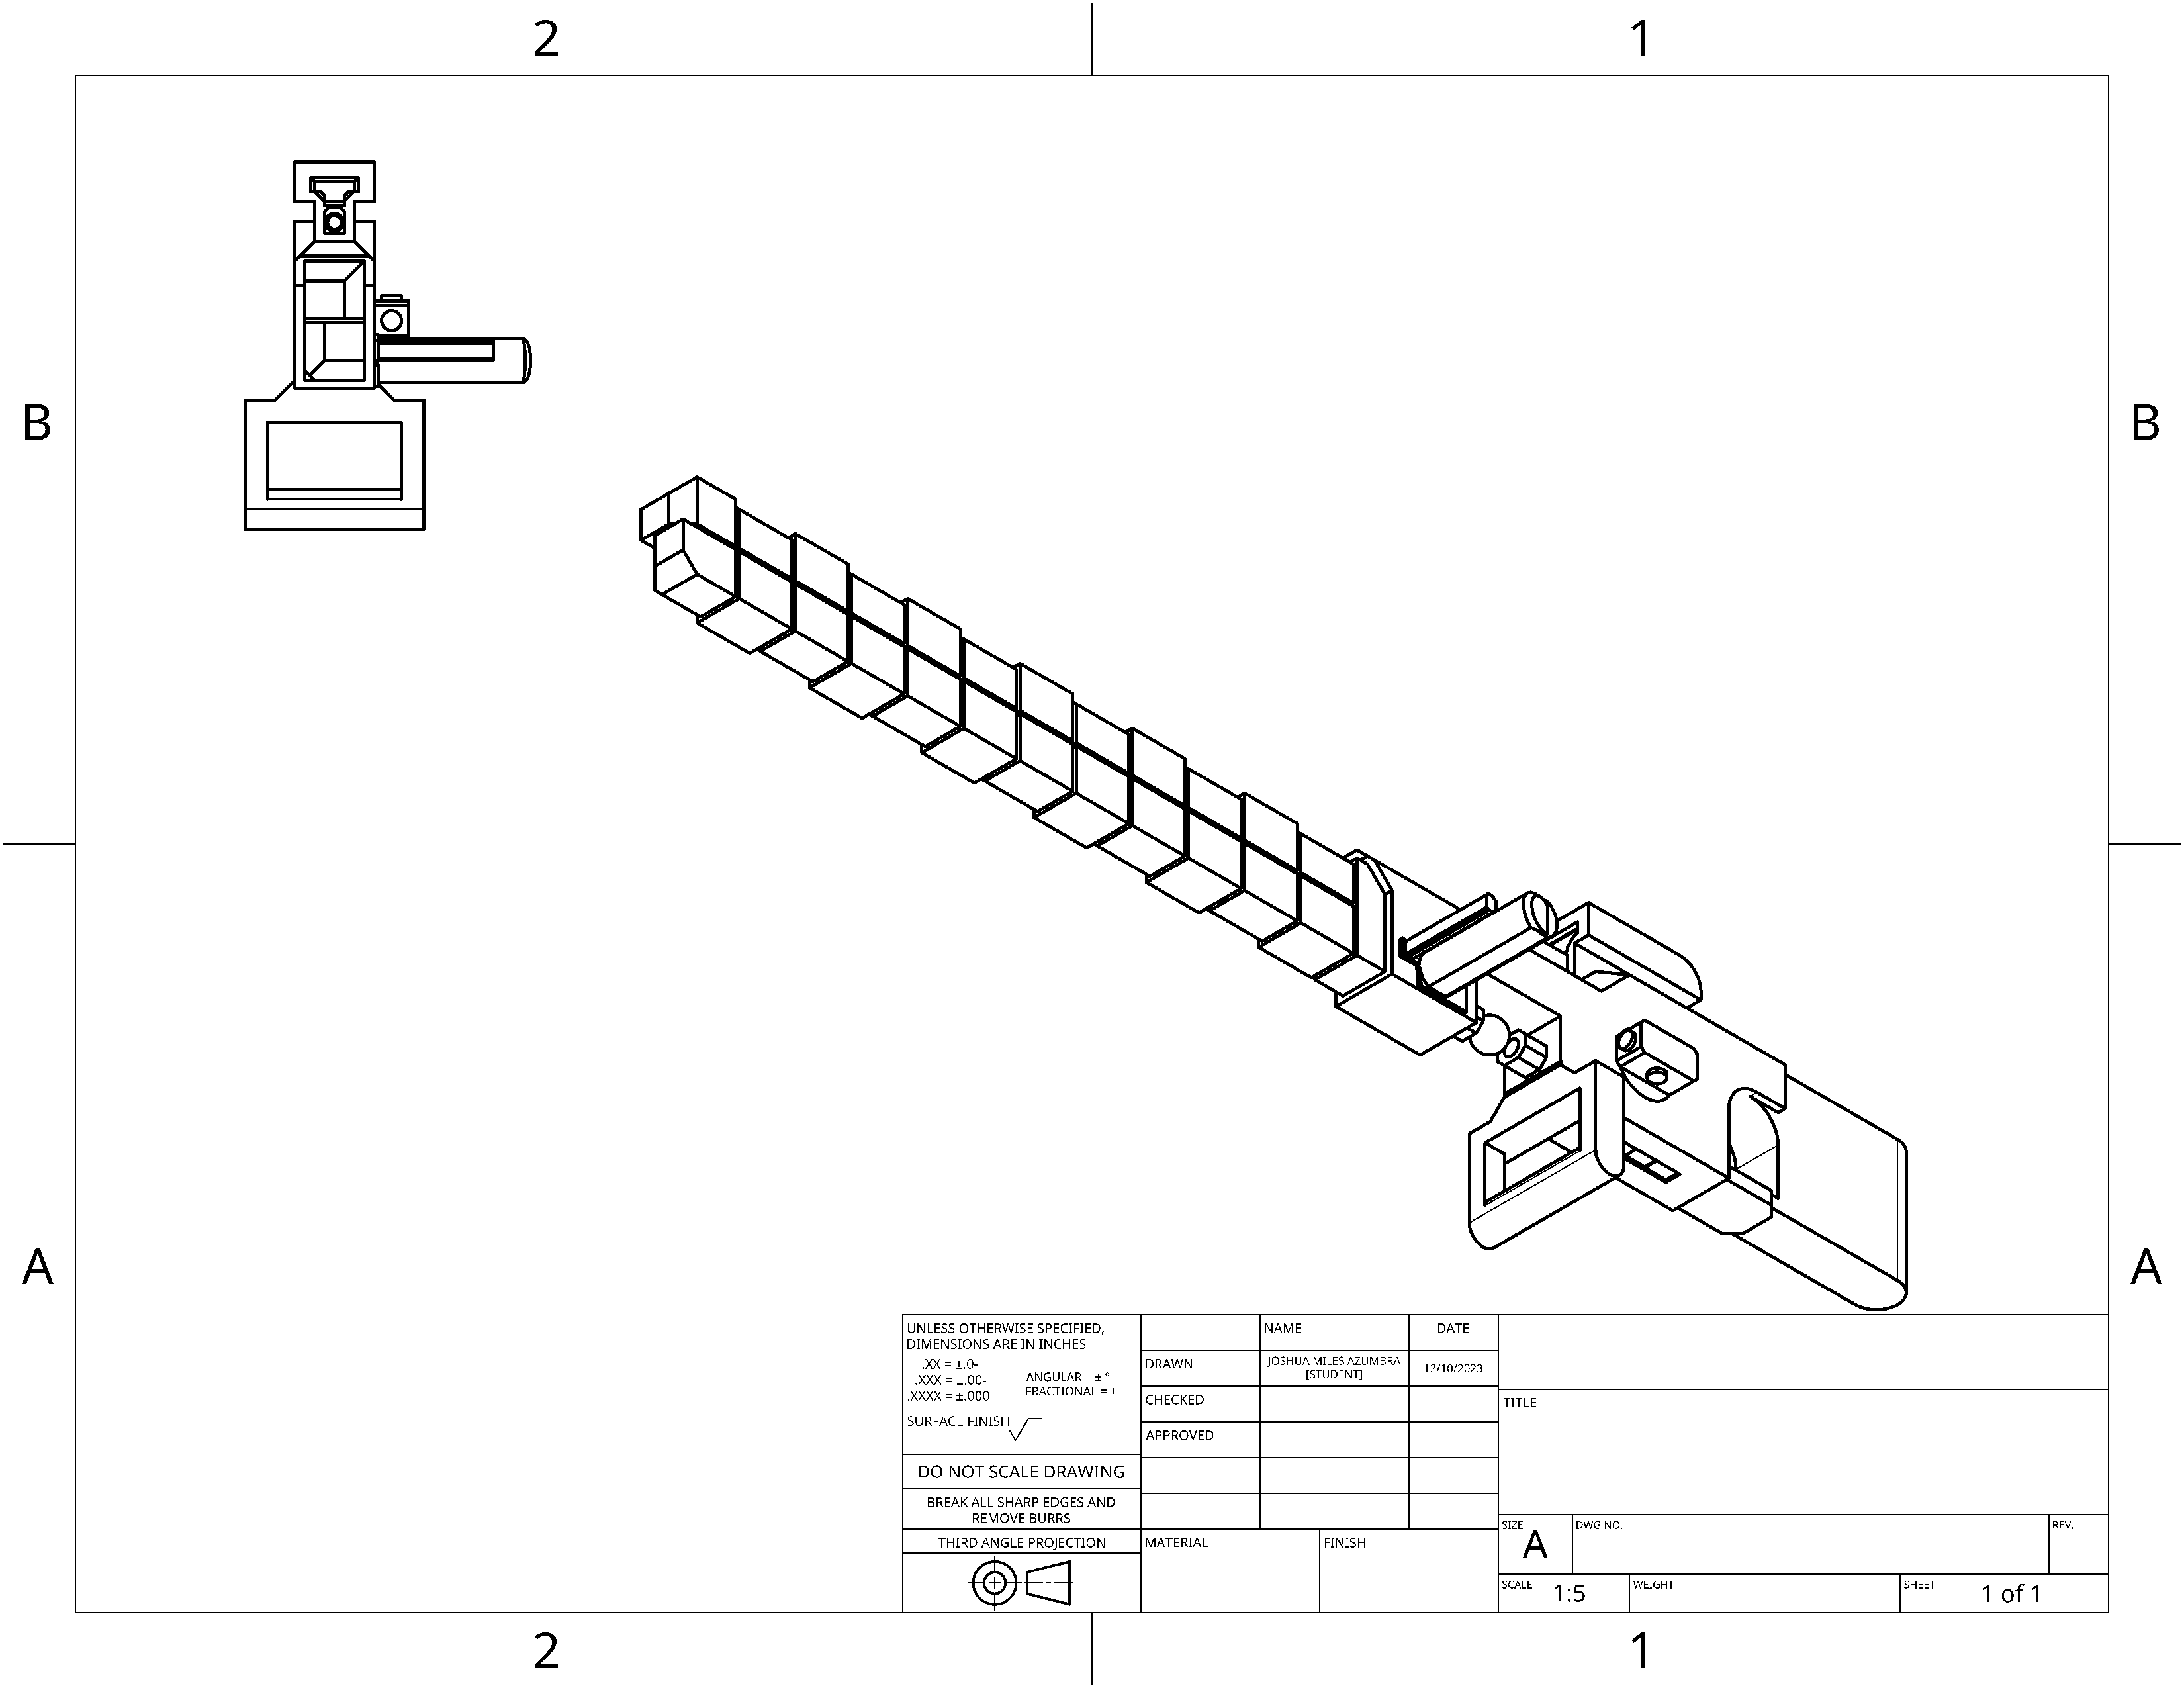 2 1
B B
A A
UNLESS OTHERWISE SPECIFIED,
DIMENSIONS ARE IN INCHES
.XX = ±.0-
.XXX = ±.00-
.XXXX = ±.000-
ANGULAR = ± °
FRACTIONAL = ±
SURFACE FINISH
DO NOT SCALE DRAWING
BREAK ALL SHARP EDGES AND
REMOVE BURRS
THIRD ANGLE PROJECTION
NAME DATE
DRAWN JOSHUA MILES AZUMBRA
[STUDENT] 12/10/2023
CHECKED
APPROVED
MATERIAL FINISH
TITLE
SIZE A DWG NO. REV.
SCALE 1:5 WEIGHT SHEET 1 of 1
2 1